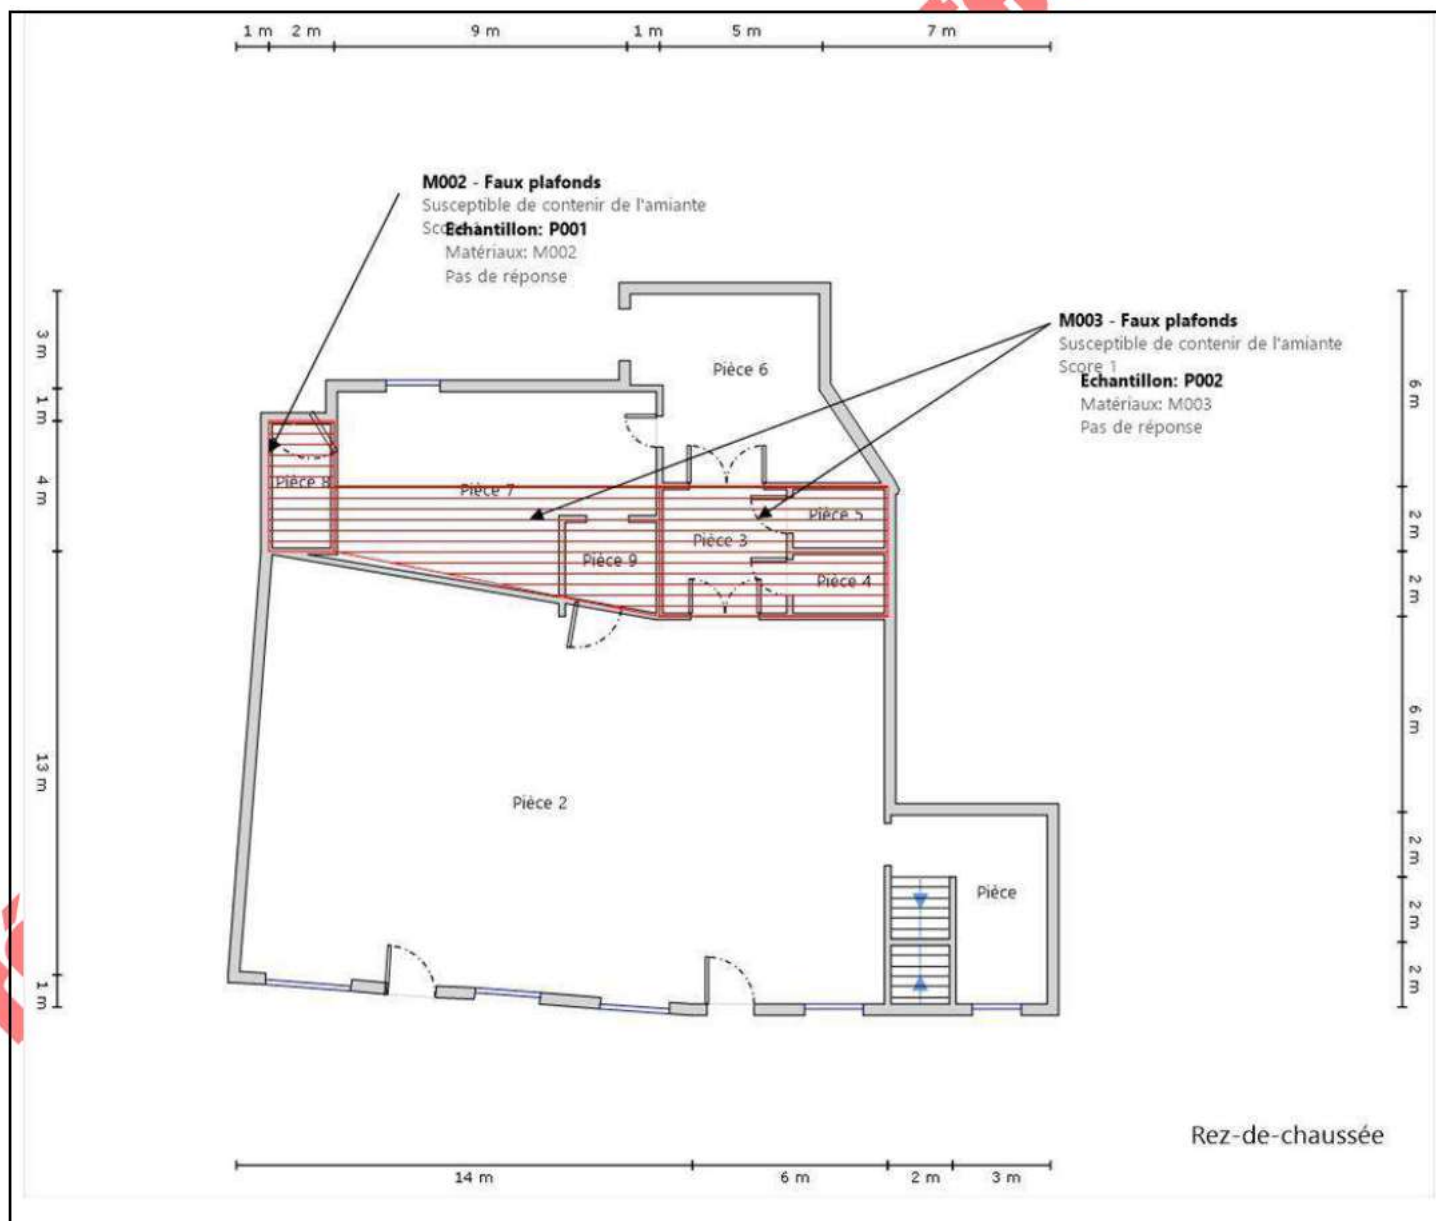 1 m 2 m 9 m 1 m 5 m 7 m
M002 - Faux plafonds
Susceptible de contenir de l'amiante
Echantillon: P001
Matériaux: M002
Pas de réponse
M003 - Faux plafonds
Susceptible de contenir de l'amiante
Score 1
Echantillon: P002
Matériaux: M003
Pas de réponse
3 m
1 m
4 m
13 m
1 m
6 m
2 m
2 m
6 m
2 m
2 m
2 m
Pièce 6
Pièce 8
Pièce 7
Pièce 5
Pièce 3
Pièce 9
Pièce 4
Pièce 2
Pièce
Rez-de-chaussée
14 m 6 m 2 m 3 m